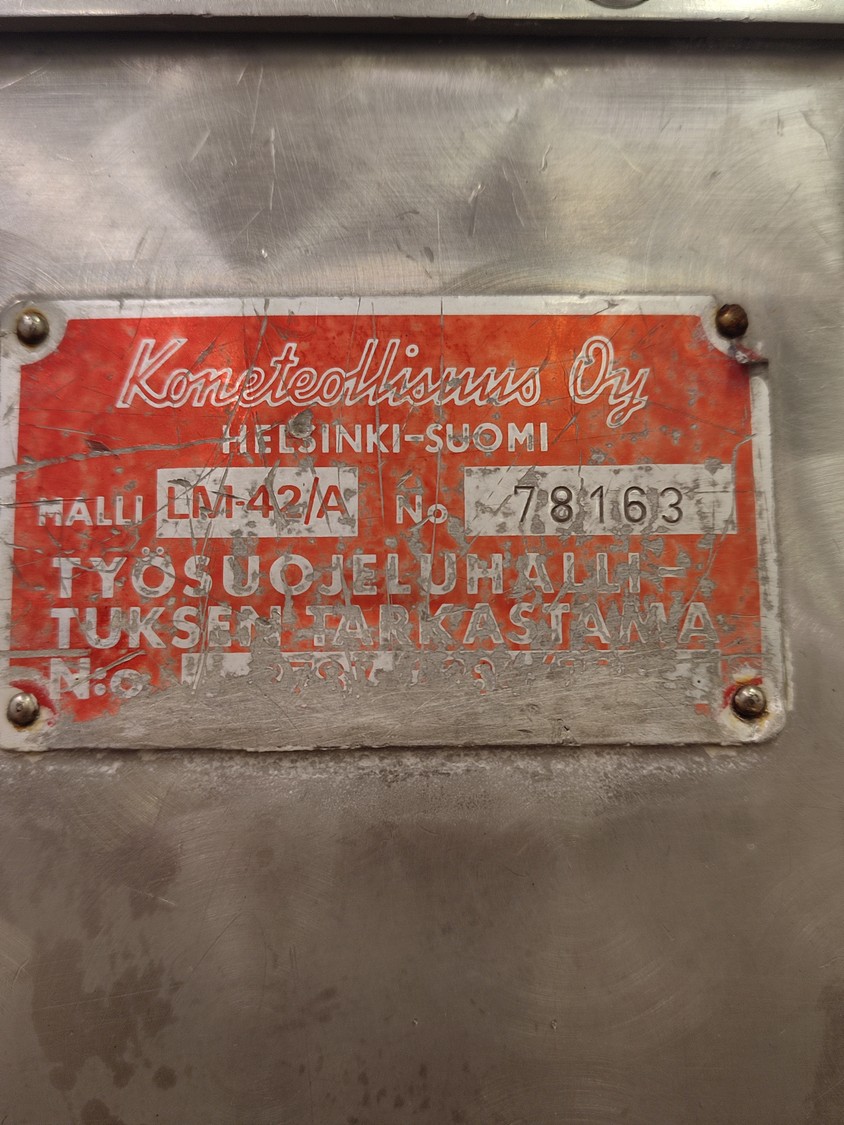 Koneteollisuus Oy
HELSINKI-SUOMI
MALLI LM-42/A No 78163
TYÖSUOJELUHALLI-
TUKSEN TARKASTAMA
N:o